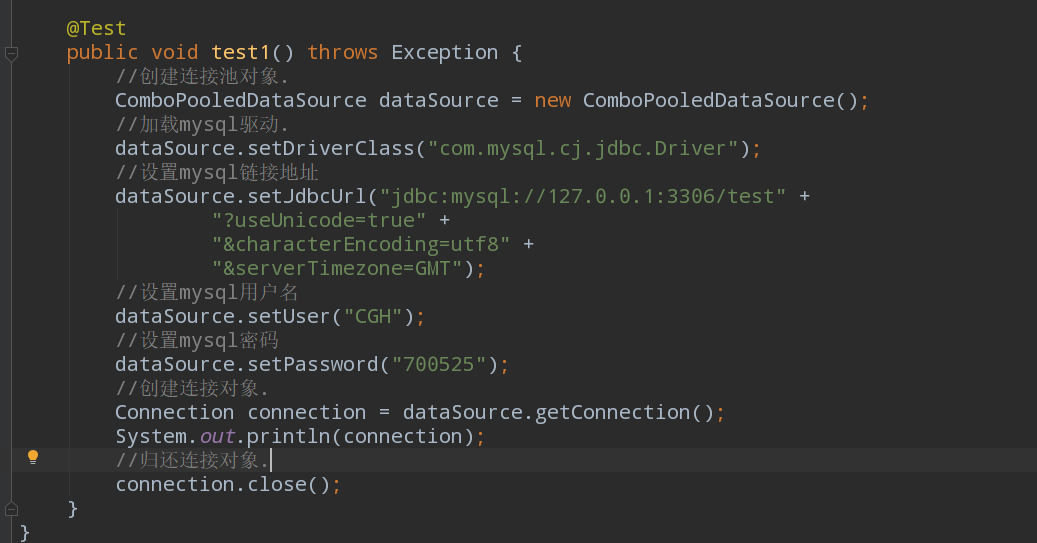 @Test
public void test1() throws Exception {
//创建连接池对象.
ComboPooledDataSource dataSource = new ComboPooledDataSource();
//加载mysql驱动.
dataSource.setDriverClass("com.mysql.cj.jdbc.Driver");
//设置mysql链接地址
dataSource.setJdbcUrl("jdbc:mysql://127.0.0.1:3306/test" +
"?useUnicode=true" +
"&characterEncoding=utf8" +
"&serverTimezone=GMT");
//设置mysql用户名
dataSource.setUser("CGH");
//设置mysql密码
dataSource.setPassword("700525");
//创建连接对象.
Connection connection = dataSource.getConnection();
System.out.println(connection);
//归还连接对象.
connection.close();
}
}